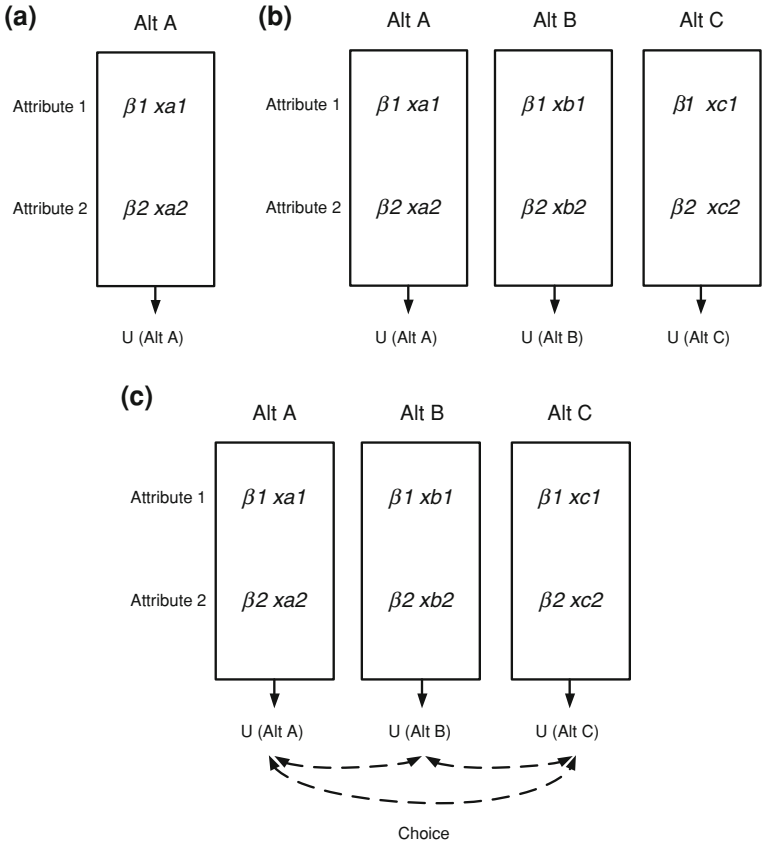 (a) Alt A
Attribute 1 β1 xa1
Attribute 2 β2 xa2
U (Alt A)
(b) Alt A Alt B Alt C
Attribute 1 β1 xa1 β1 xb1 β1 xc1
Attribute 2 β2 xa2 β2 xb2 β2 xc2
U (Alt A) U (Alt B) U (Alt C)
(c) Alt A Alt B Alt C
Attribute 1 β1 xa1 β1 xb1 β1 xc1
Attribute 2 β2 xa2 β2 xb2 β2 xc2
U (Alt A) U (Alt B) U (Alt C)
Choice